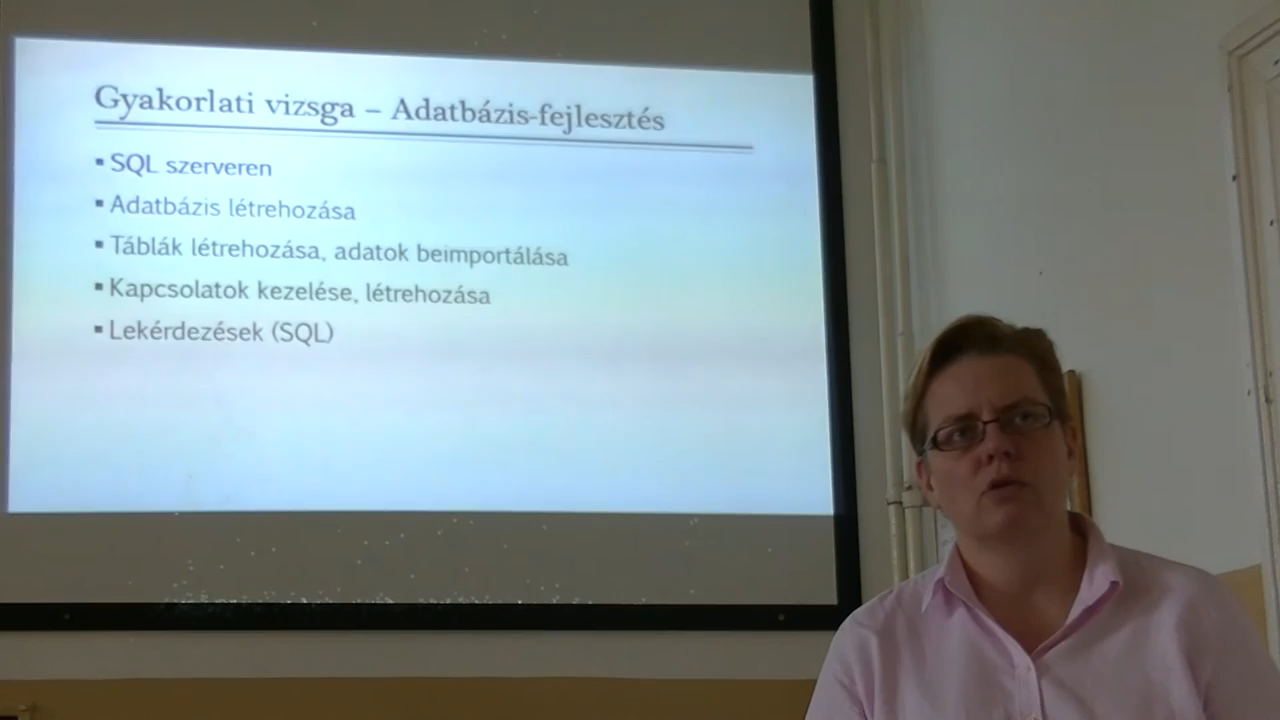 Gyakorlati vizsga – Adatbázis-fejlesztés
▪ SQL szerveren
▪ Adatbázis létrehozása
▪ Táblák létrehozása, adatok beimportálása
▪ Kapcsolatok kezelése, létrehozása
▪ Lekérdezések (SQL)